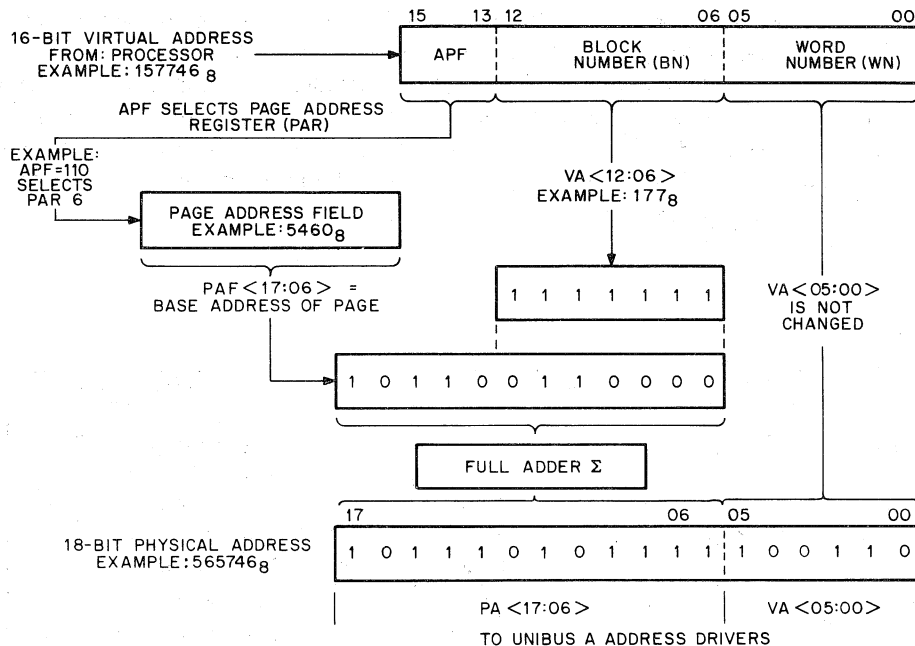 15 13 12 06 05 00
16-BIT VIRTUAL ADDRESS
FROM: PROCESSOR
EXAMPLE: 157746 8
APF
BLOCK
NUMBER (BN)
WORD
NUMBER (WN)
APF SELECTS PAGE ADDRESS
REGISTER (PAR)
EXAMPLE:
APF=110
SELECTS
PAR 6
VA <12:06>
EXAMPLE: 177 8
PAGE ADDRESS FIELD
EXAMPLE: 5460 8
PAF <17:06> =
BASE ADDRESS OF PAGE
1 1 1 1 1 1 1
VA <05:00>
IS NOT
CHANGED
1 0 1 1 0 0 1 1 0 0 0 0
FULL ADDER Σ
17 06 05 00
18-BIT PHYSICAL ADDRESS
EXAMPLE: 565746 8
1 0 1 1 1 0 1 0 1 1 1 1 1 0 0 1 1 0
PA <17:06>
VA <05:00>
TO UNIBUS A ADDRESS DRIVERS